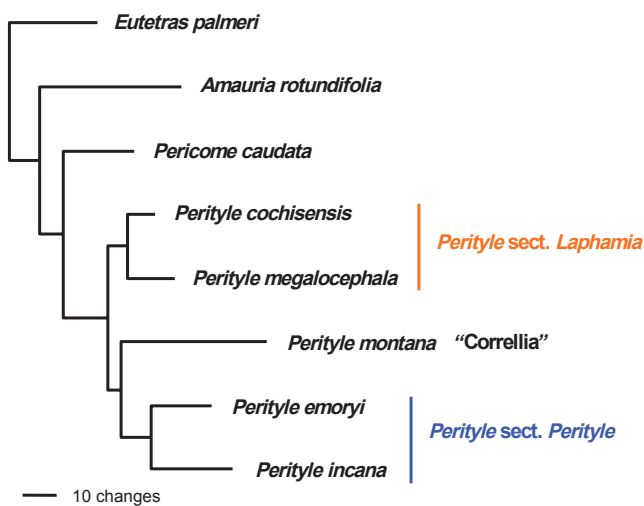 Eutetras palmeri
Amauria rotundifolia
Pericome caudata
Perityle cochisensis
Perityle sect. Laphamia
Perityle megalocephala
Perityle montana "Correllia"
Perityle emoryi
Perityle sect. Perityle
Perityle incana
10 changes